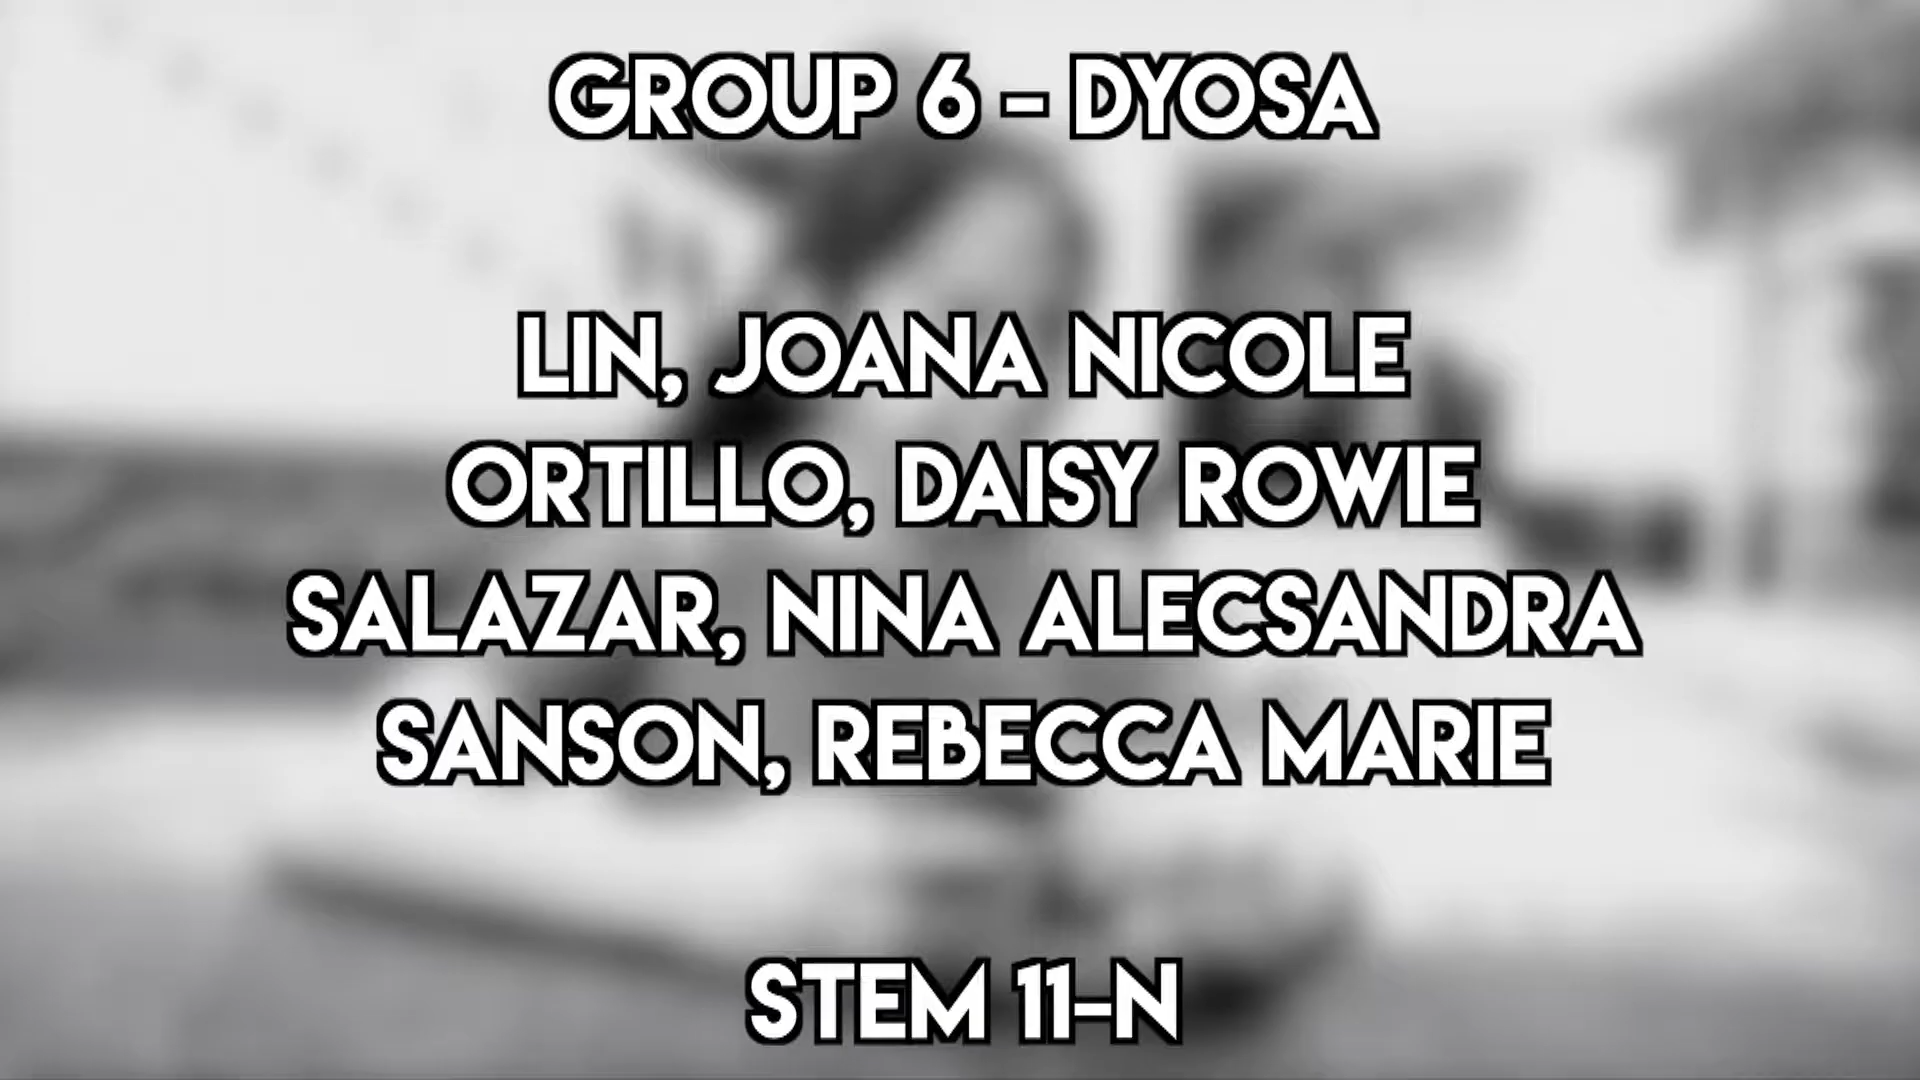 GROUP 6 - DYOSA
LIN, JOANA NICOLE
ORTILLO, DAISY ROWIE
SALAZAR, NINA ALECSANDRA
SANSON, REBECCA MARIE
STEM 11-N